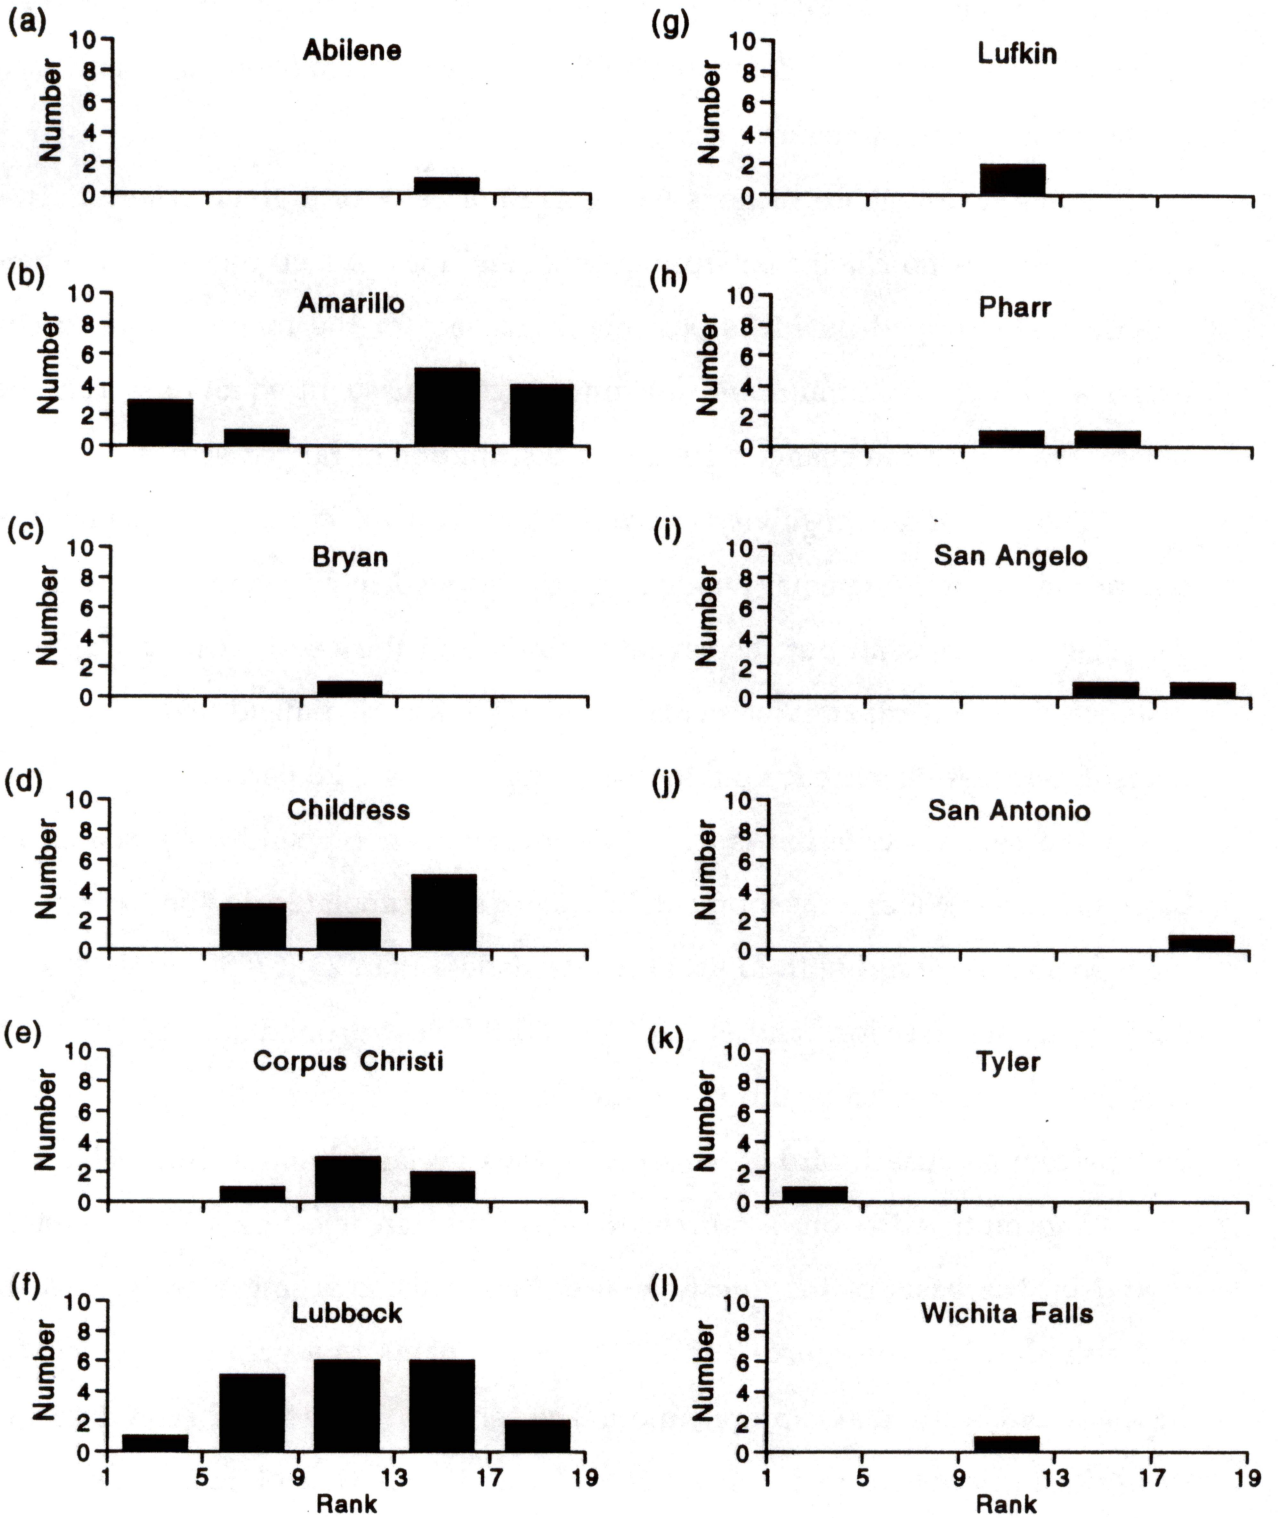 (a)
Abilene
Number
10
8
6
4
2
0
(b)
Amarillo
Number
10
8
6
4
2
0
(c)
Bryan
Number
10
8
6
4
2
0
(d)
Childress
Number
10
8
6
4
2
0
(e)
Corpus Christi
Number
10
8
6
4
2
0
(f)
Lubbock
Number
10
8
6
4
2
0
1 5 9 13 17 19
Rank
(g)
Lufkin
Number
10
8
6
4
2
0
(h)
Pharr
Number
10
8
6
4
2
0
(i)
San Angelo
Number
10
8
6
4
2
0
(j)
San Antonio
Number
10
8
6
4
2
0
(k)
Tyler
Number
10
8
6
4
2
0
(l)
Wichita Falls
Number
10
8
6
4
2
0
1 5 9 13 17 19
Rank